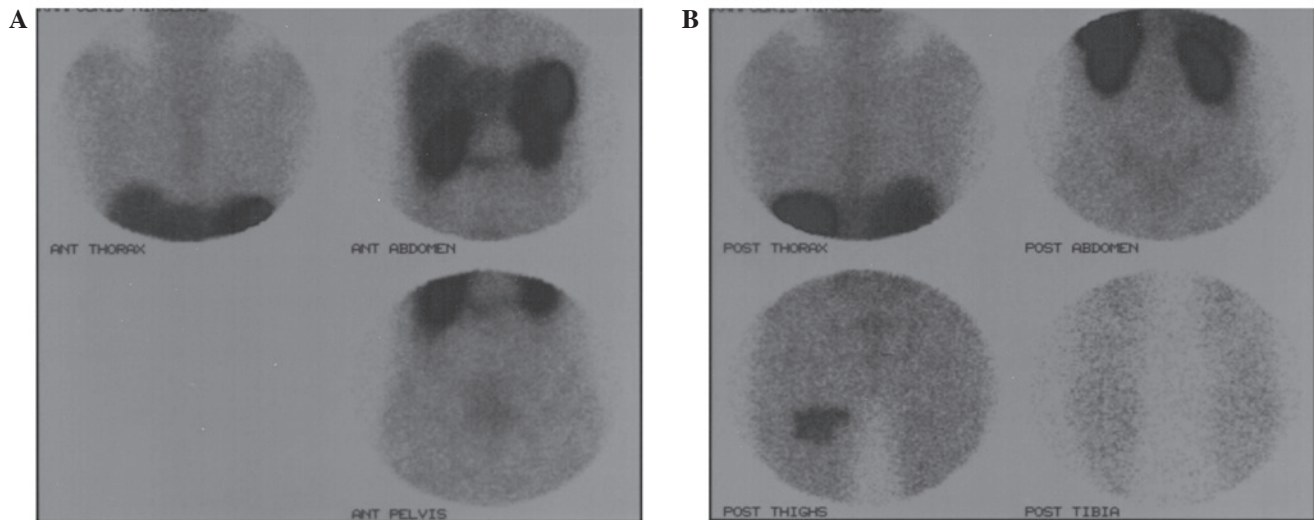 A
ANT THORAX
ANT ABDOMEN
ANT PELVIS
B
POST THORAX
POST ABDOMEN
POST THIGHS
POST TIBIA